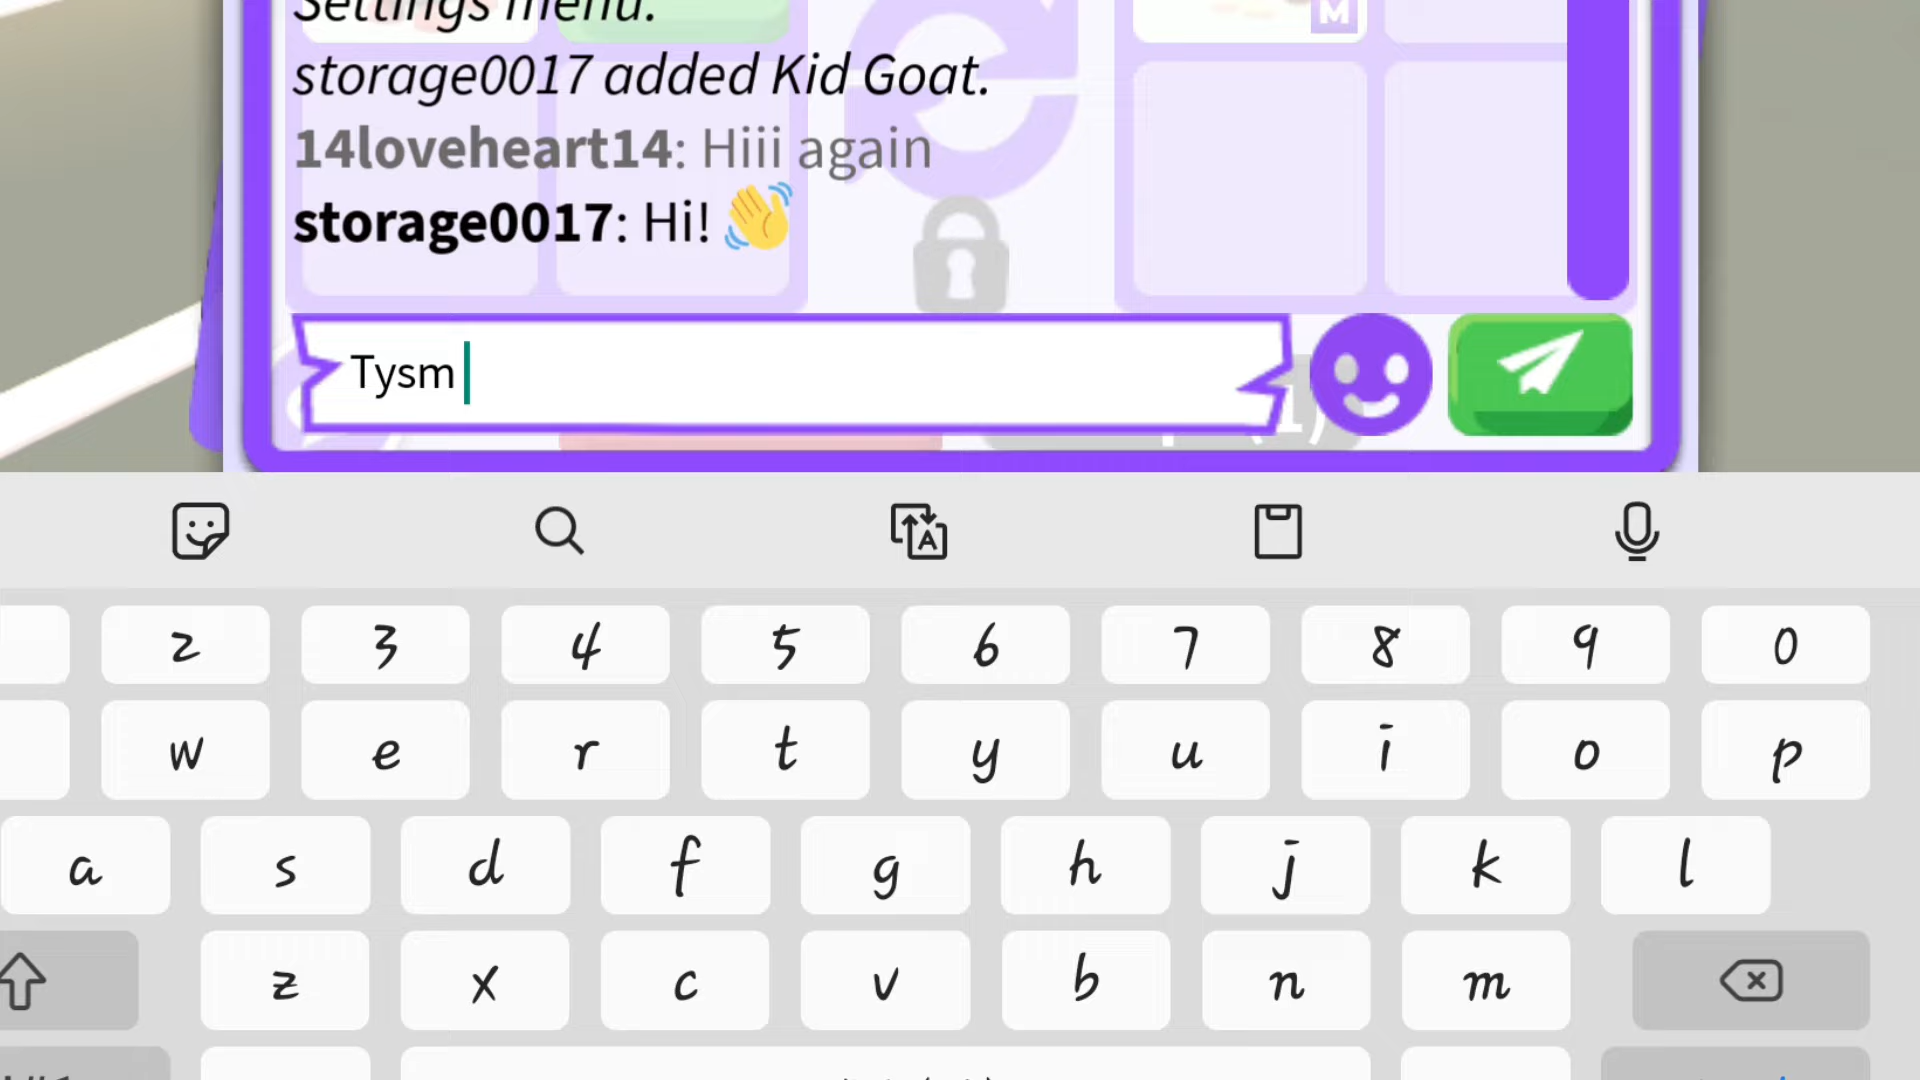 Settings menu.
storage0017 added Kid Goat.
14loveheart14: Hiii again
storage0017: Hi! 👋
Tysm
M
2 3 4 5 6 7 8 9 0
w e r t y u i o p
a s d f g h j k l
z x c v b n m